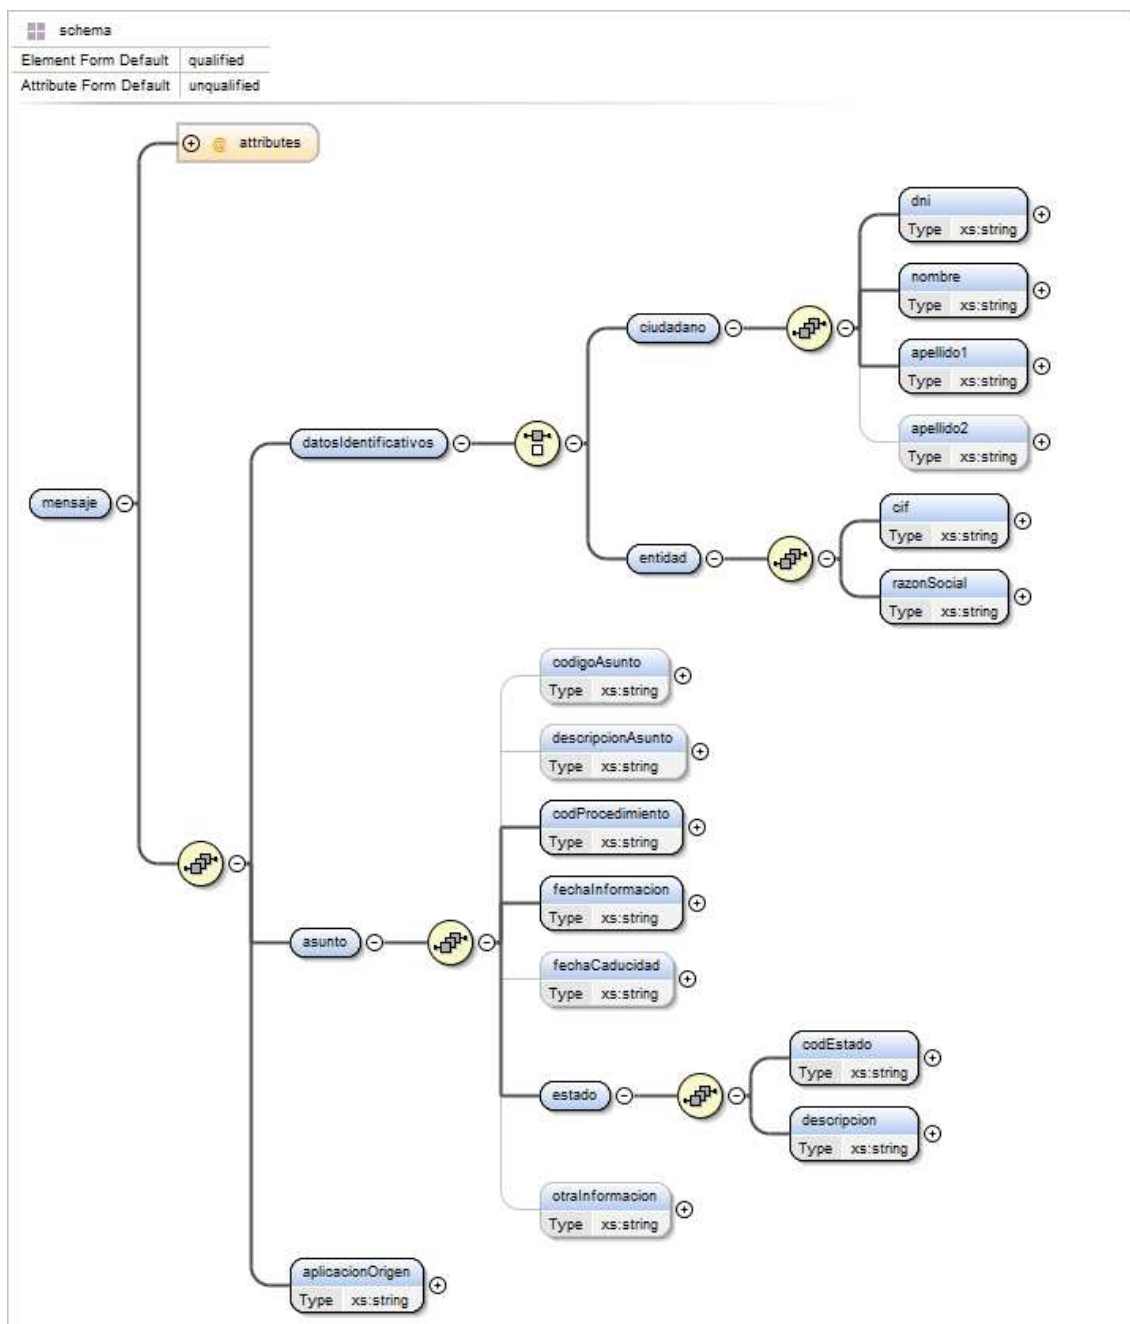 schema
Element Form Default qualified
Attribute Form Default unqualified
@ attributes
dni
Type xs:string
nombre
Type xs:string
ciudadano
apellido1
Type xs:string
apellido2
Type xs:string
datosIdentificativos
mensaje
cif
Type xs:string
entidad
razonSocial
Type xs:string
codigoAsunto
Type xs:string
descripcionAsunto
Type xs:string
codProcedimiento
Type xs:string
fechaInformacion
Type xs:string
asunto
fechaCaducidad
Type xs:string
codEstado
Type xs:string
estado
descripcion
Type xs:string
otraInformacion
Type xs:string
aplicacionOrigen
Type xs:string